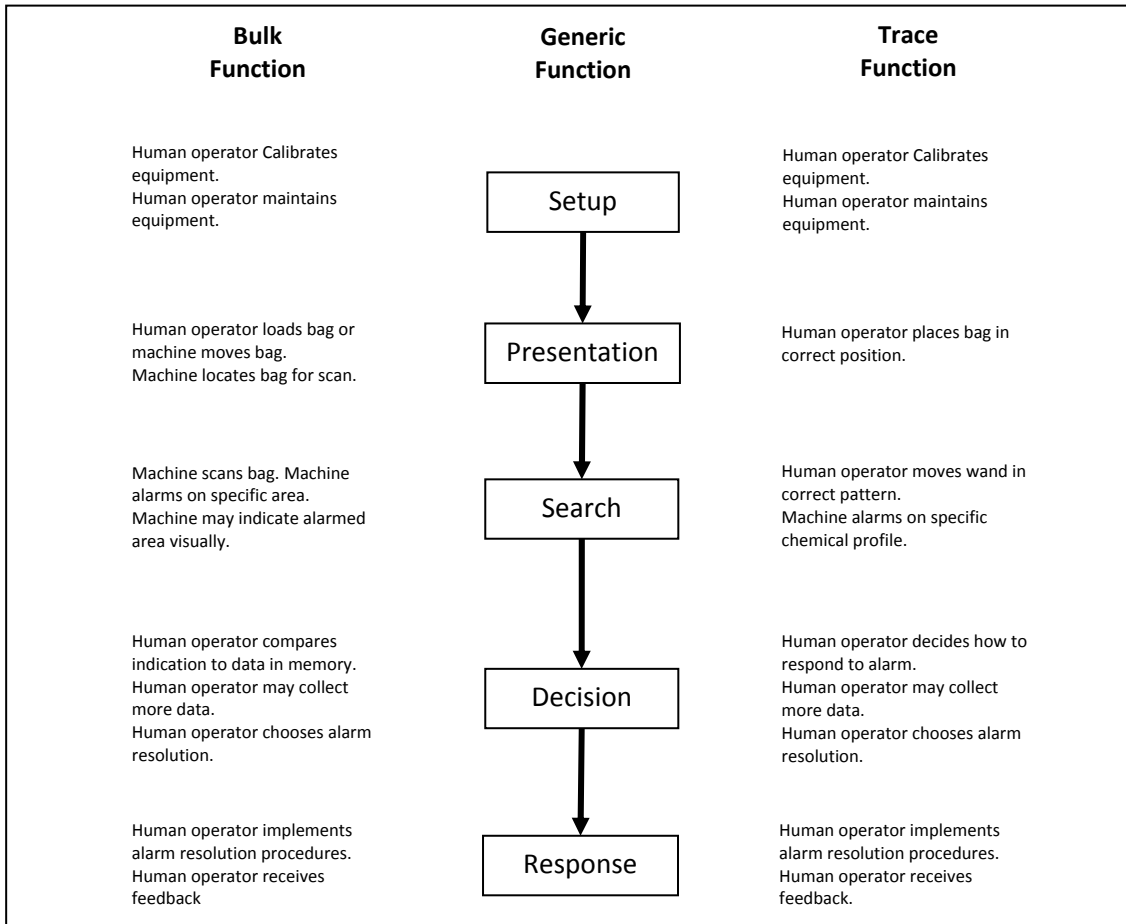 Bulk
Function
Generic
Function
Trace
Function
Human operator Calibrates
equipment.
Human operator maintains
equipment.
Setup
Human operator Calibrates
equipment.
Human operator maintains
equipment.
Human operator loads bag or
machine moves bag.
Machine locates bag for scan.
Presentation
Human operator places bag in
correct position.
Machine scans bag. Machine
alarms on specific area.
Machine may indicate alarmed
area visually.
Search
Human operator moves wand in
correct pattern.
Machine alarms on specific
chemical profile.
Human operator compares
indication to data in memory.
Human operator may collect
more data.
Human operator chooses alarm
resolution.
Decision
Human operator decides how to
respond to alarm.
Human operator may collect
more data.
Human operator chooses alarm
resolution.
Human operator implements
alarm resolution procedures.
Human operator receives
feedback
Response
Human operator implements
alarm resolution procedures.
Human operator receives
feedback.